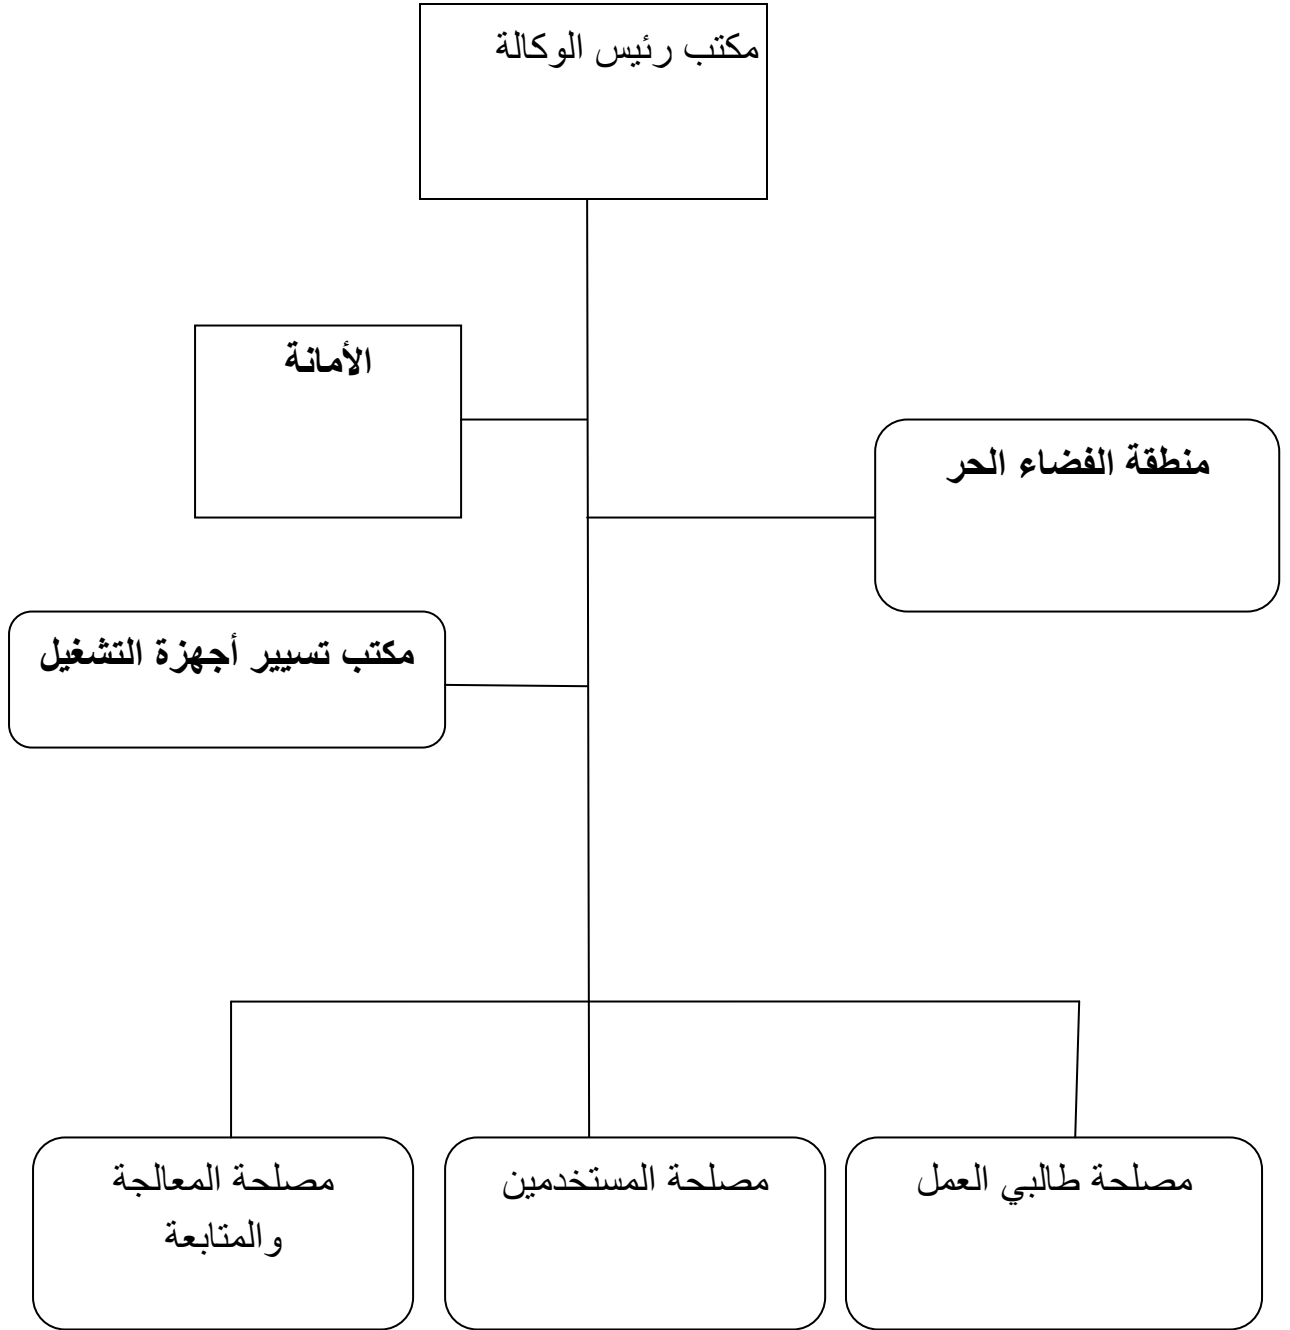 مكتب رئيس الوكالة
الأمانة
منطقة الفضاء الحر
مكتب تسيير أجهزة التشغيل
مصلحة طالبي العمل
مصلحة المستخدمين
مصلحة المعالجة
والمتابعة